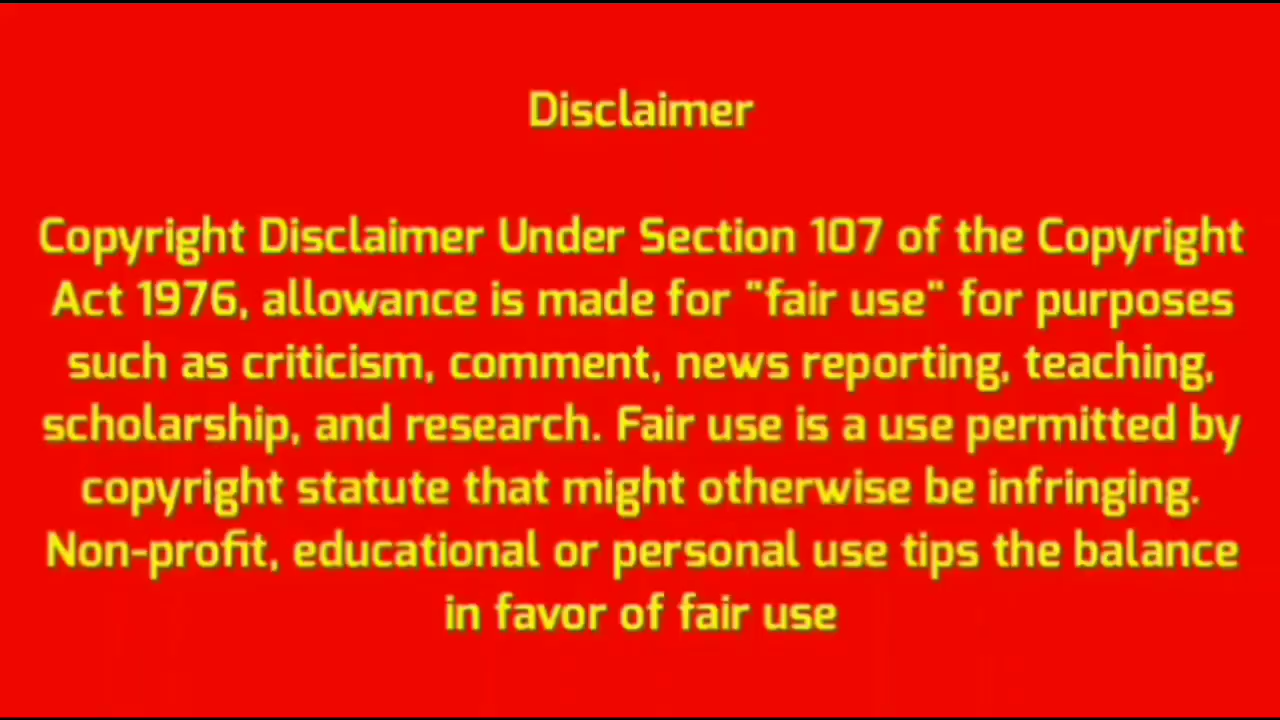 Disclaimer
Copyright Disclaimer Under Section 107 of the Copyright
Act 1976, allowance is made for "fair use" for purposes
such as criticism, comment, news reporting, teaching,
scholarship, and research. Fair use is a use permitted by
copyright statute that might otherwise be infringing.
Non-profit, educational or personal use tips the balance
in favor of fair use